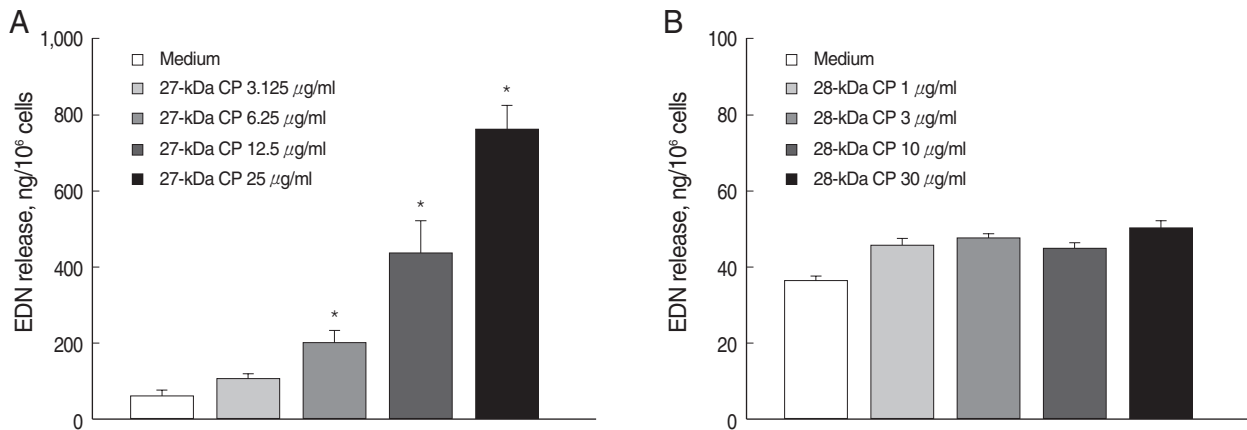 A
EDN release, ng/10⁶ cells
1,000
800
600
400
200
0
Medium
27-kDa CP 3.125 μg/ml
27-kDa CP 6.25 μg/ml
27-kDa CP 12.5 μg/ml
27-kDa CP 25 μg/ml
*
*
*
B
EDN release, ng/10⁶ cells
100
80
60
40
20
0
Medium
28-kDa CP 1 μg/ml
28-kDa CP 3 μg/ml
28-kDa CP 10 μg/ml
28-kDa CP 30 μg/ml